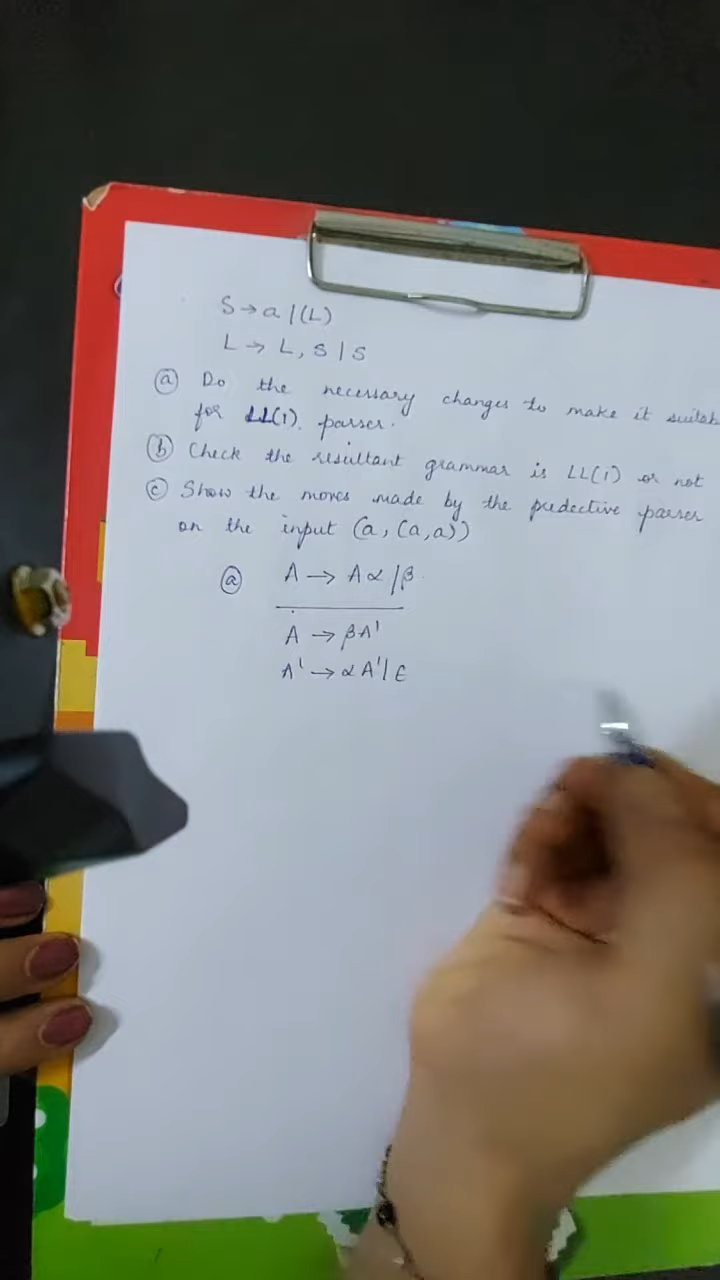 S → a | (L)
L → L, S | S
(a) Do the necessary changes to make it suitab
for LL(1). parser.
(b) Check the resultant grammar is LL(1) or not
(c) Show the moves made by the predective parser
on the input (a, (a,a))
(a) A → Aα | β
A → βA'
A' → αA' | ε